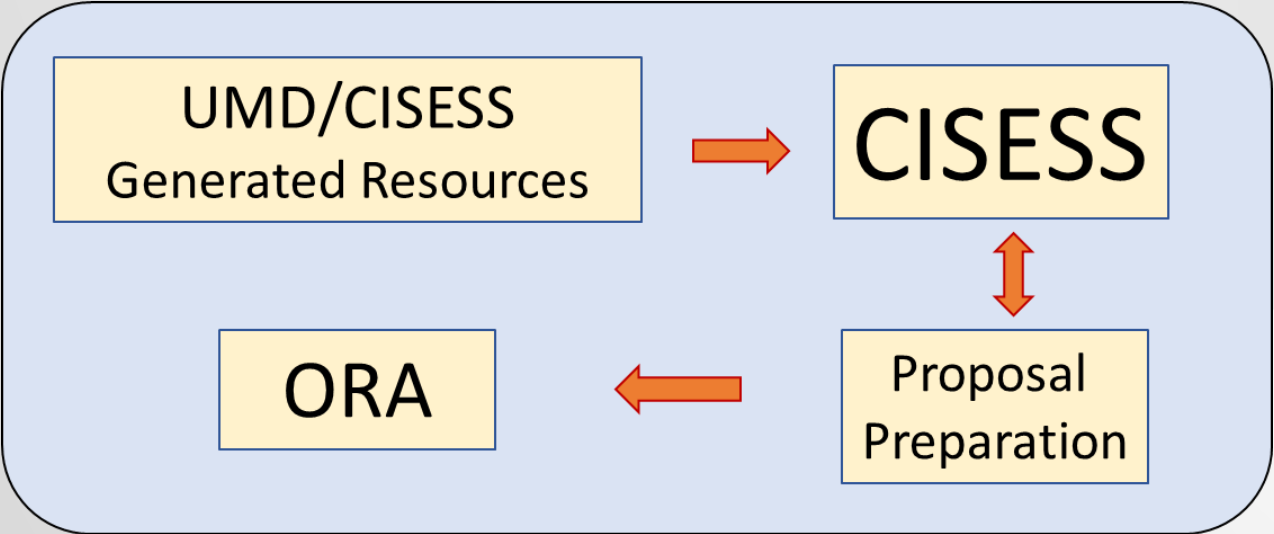 UMD/CISESS
Generated Resources
CISESS
ORA
Proposal
Preparation